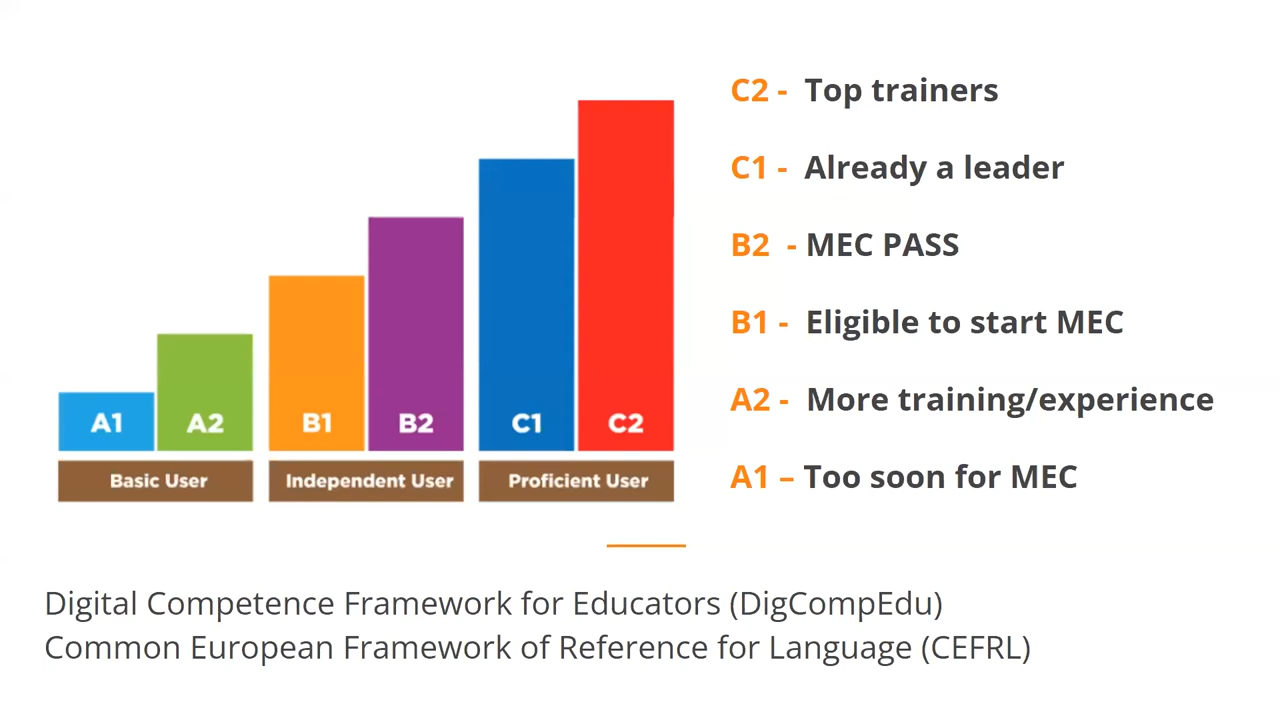 C2 - Top trainers
C1 - Already a leader
B2 - MEC PASS
B1 - Eligible to start MEC
A2 - More training/experience
A1 – Too soon for MEC
A1 A2 B1 B2 C1 C2
Basic User Independent User Proficient User
Digital Competence Framework for Educators (DigCompEdu)
Common European Framework of Reference for Language (CEFRL)